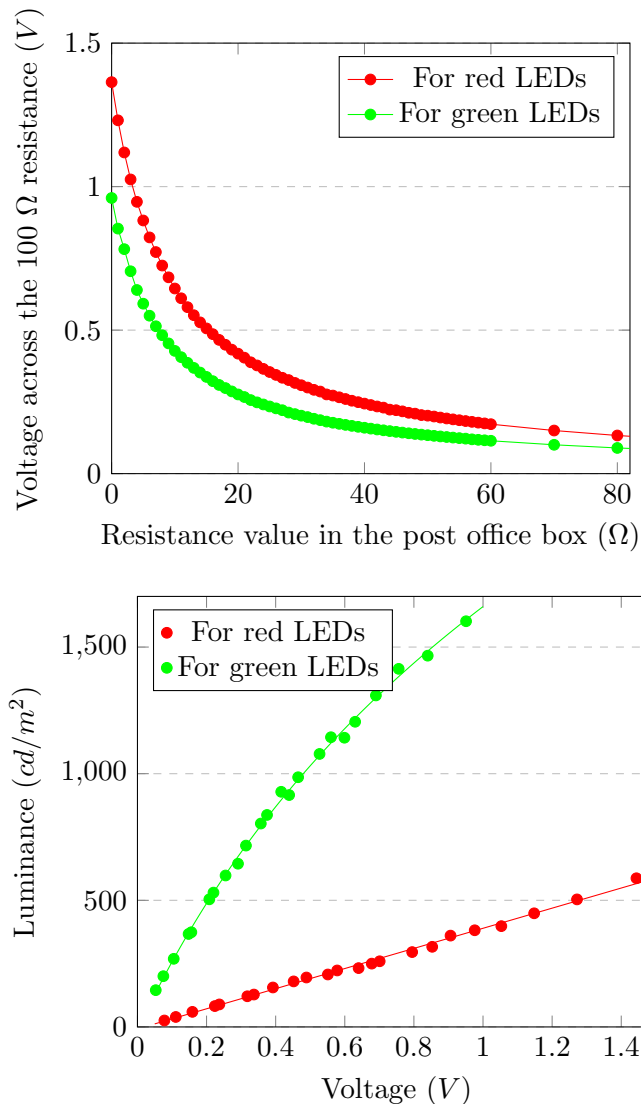 Voltage across the 100 Ω resistance (V)
1.5
1
0.5
0
For red LEDs
For green LEDs
0 20 40 60 80
Resistance value in the post office box (Ω)
Luminance (cd/m²)
1,500
1,000
500
0
For red LEDs
For green LEDs
0.2 0.4 0.6 0.8 1 1.2 1.4
Voltage (V)